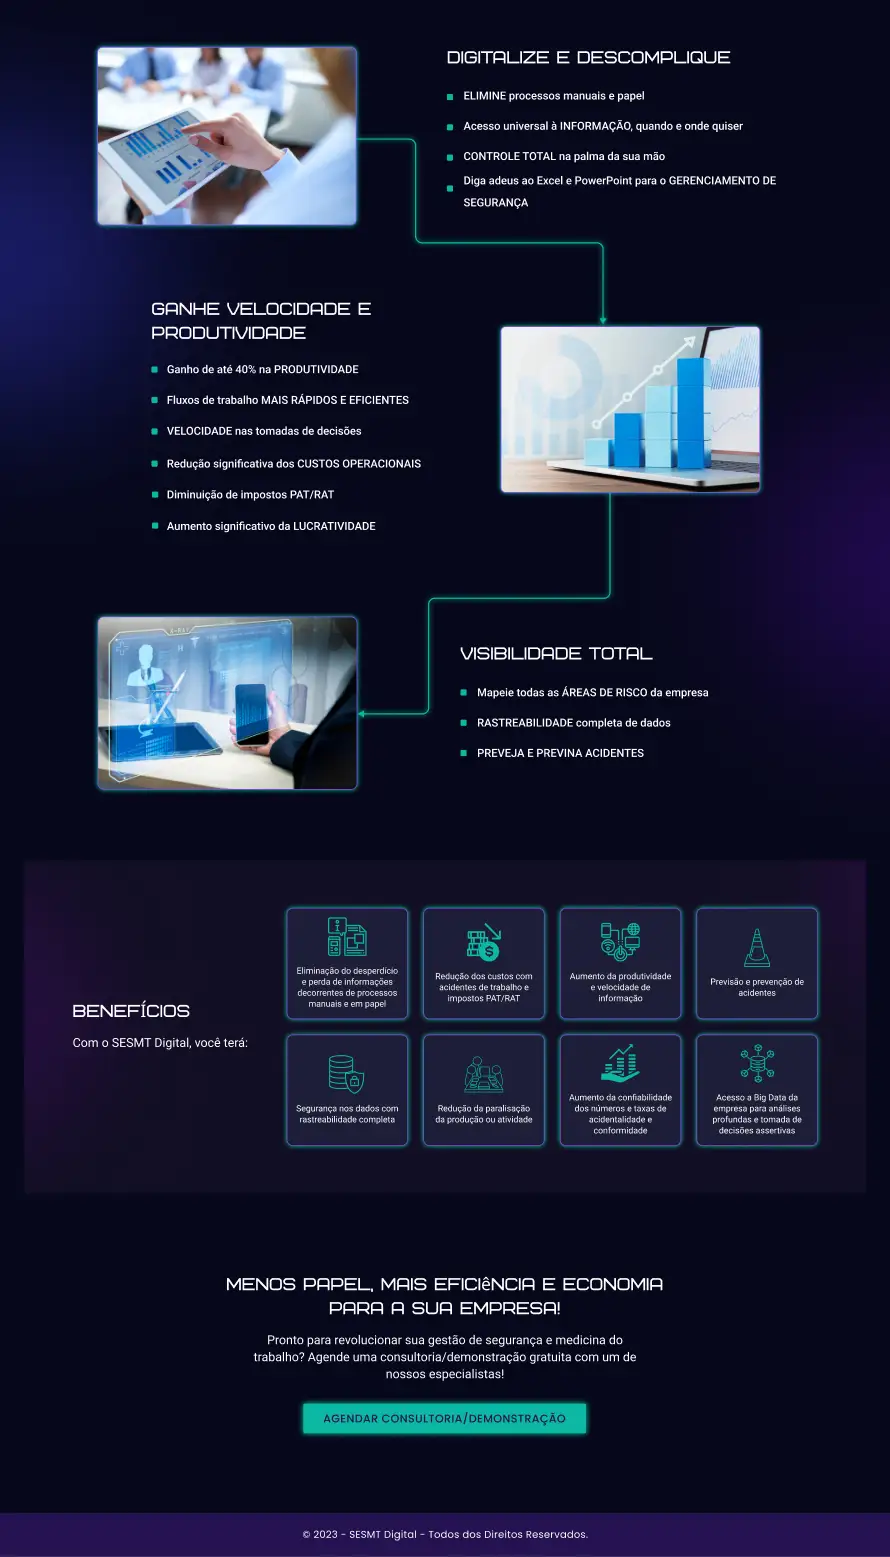 DIGITALIZE E DESCOMPLIQUE
ELIMINE processos manuais e papel
Acesso universal à INFORMAÇÃO, quando e onde quiser
CONTROLE TOTAL na palma da sua mão
Diga adeus ao Excel e PowerPoint para o GERENCIAMENTO DE
SEGURANÇA
GANHE VELOCIDADE E
PRODUTIVIDADE
Ganho de até 40% na PRODUTIVIDADE
Fluxos de trabalho MAIS RÁPIDOS E EFICIENTES
VELOCIDADE nas tomadas de decisões
Redução significativa dos CUSTOS OPERACIONAIS
Diminuição de impostos PAT/RAT
Aumento significativo da LUCRATIVIDADE
VISIBILIDADE TOTAL
Mapeie todas as ÁREAS DE RISCO da empresa
RASTREABILIDADE completa de dados
PREVEJA E PREVINA ACIDENTES
BENEFÍCIOS
Com o SESMT Digital, você terá:
Eliminação do desperdício
e perda de informações
decorrentes de processos
manuais e em papel
Redução dos custos com
acidentes de trabalho e
impostos PAT/RAT
Aumento da produtividade
e velocidade de
informação
Previsão e prevenção de
acidentes
Segurança nos dados com
rastreabilidade completa
Redução da paralisação
da produção ou atividade
Aumento da confiabilidade
dos números e taxas de
acidentalidade e
conformidade
Acesso a Big Data da
empresa para análises
profundas e tomada de
decisões assertivas
MENOS PAPEL, MAIS EFICIêNCIA E ECONOMIA
PARA A SUA EMPRESA!
Pronto para revolucionar sua gestão de segurança e medicina do
trabalho? Agende uma consultoria/demonstração gratuita com um de
nossos especialistas!
AGENDAR CONSULTORIA/DEMONSTRAÇÃO
© 2023 - SESMT Digital - Todos dos Direitos Reservados.